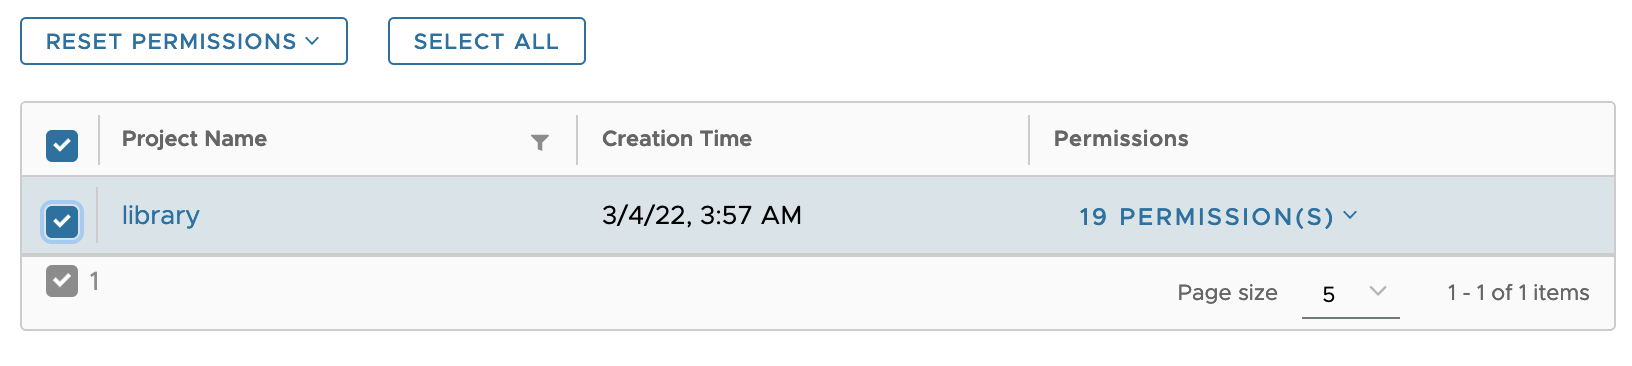 RESET PERMISSIONS SELECT ALL
Project Name Creation Time Permissions
library 3/4/22, 3:57 AM 19 PERMISSION(S)
1
Page size 5 1 - 1 of 1 items